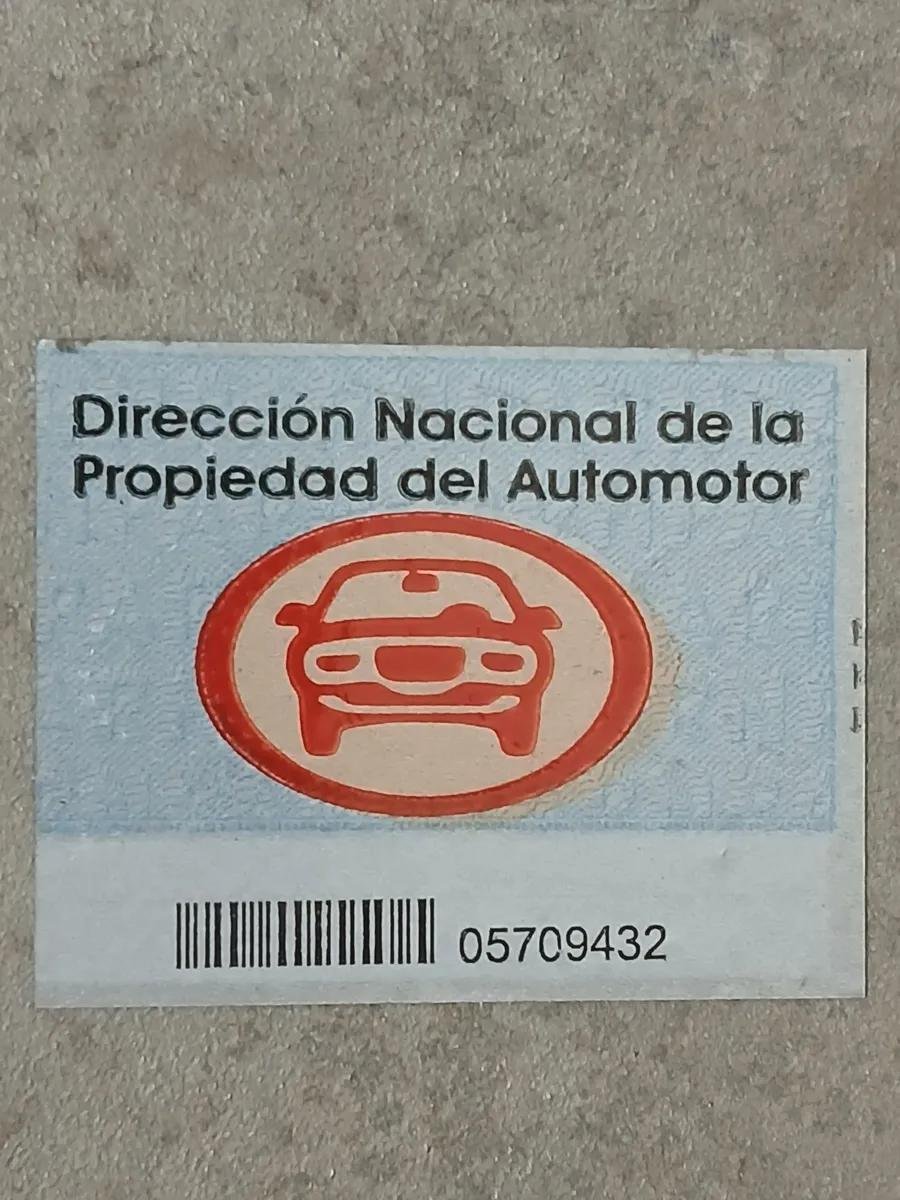 Dirección Nacional de la
Propiedad del Automotor
05709432